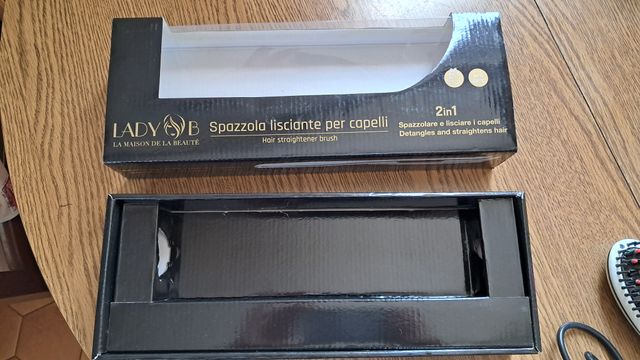 LADY B
LA MAISON DE LA BEAUTÉ
Spazzola lisciante per capelli
Hair straightener brush
2in1
Spazzolare e lisciare i capelli
Detangles and straightens hair